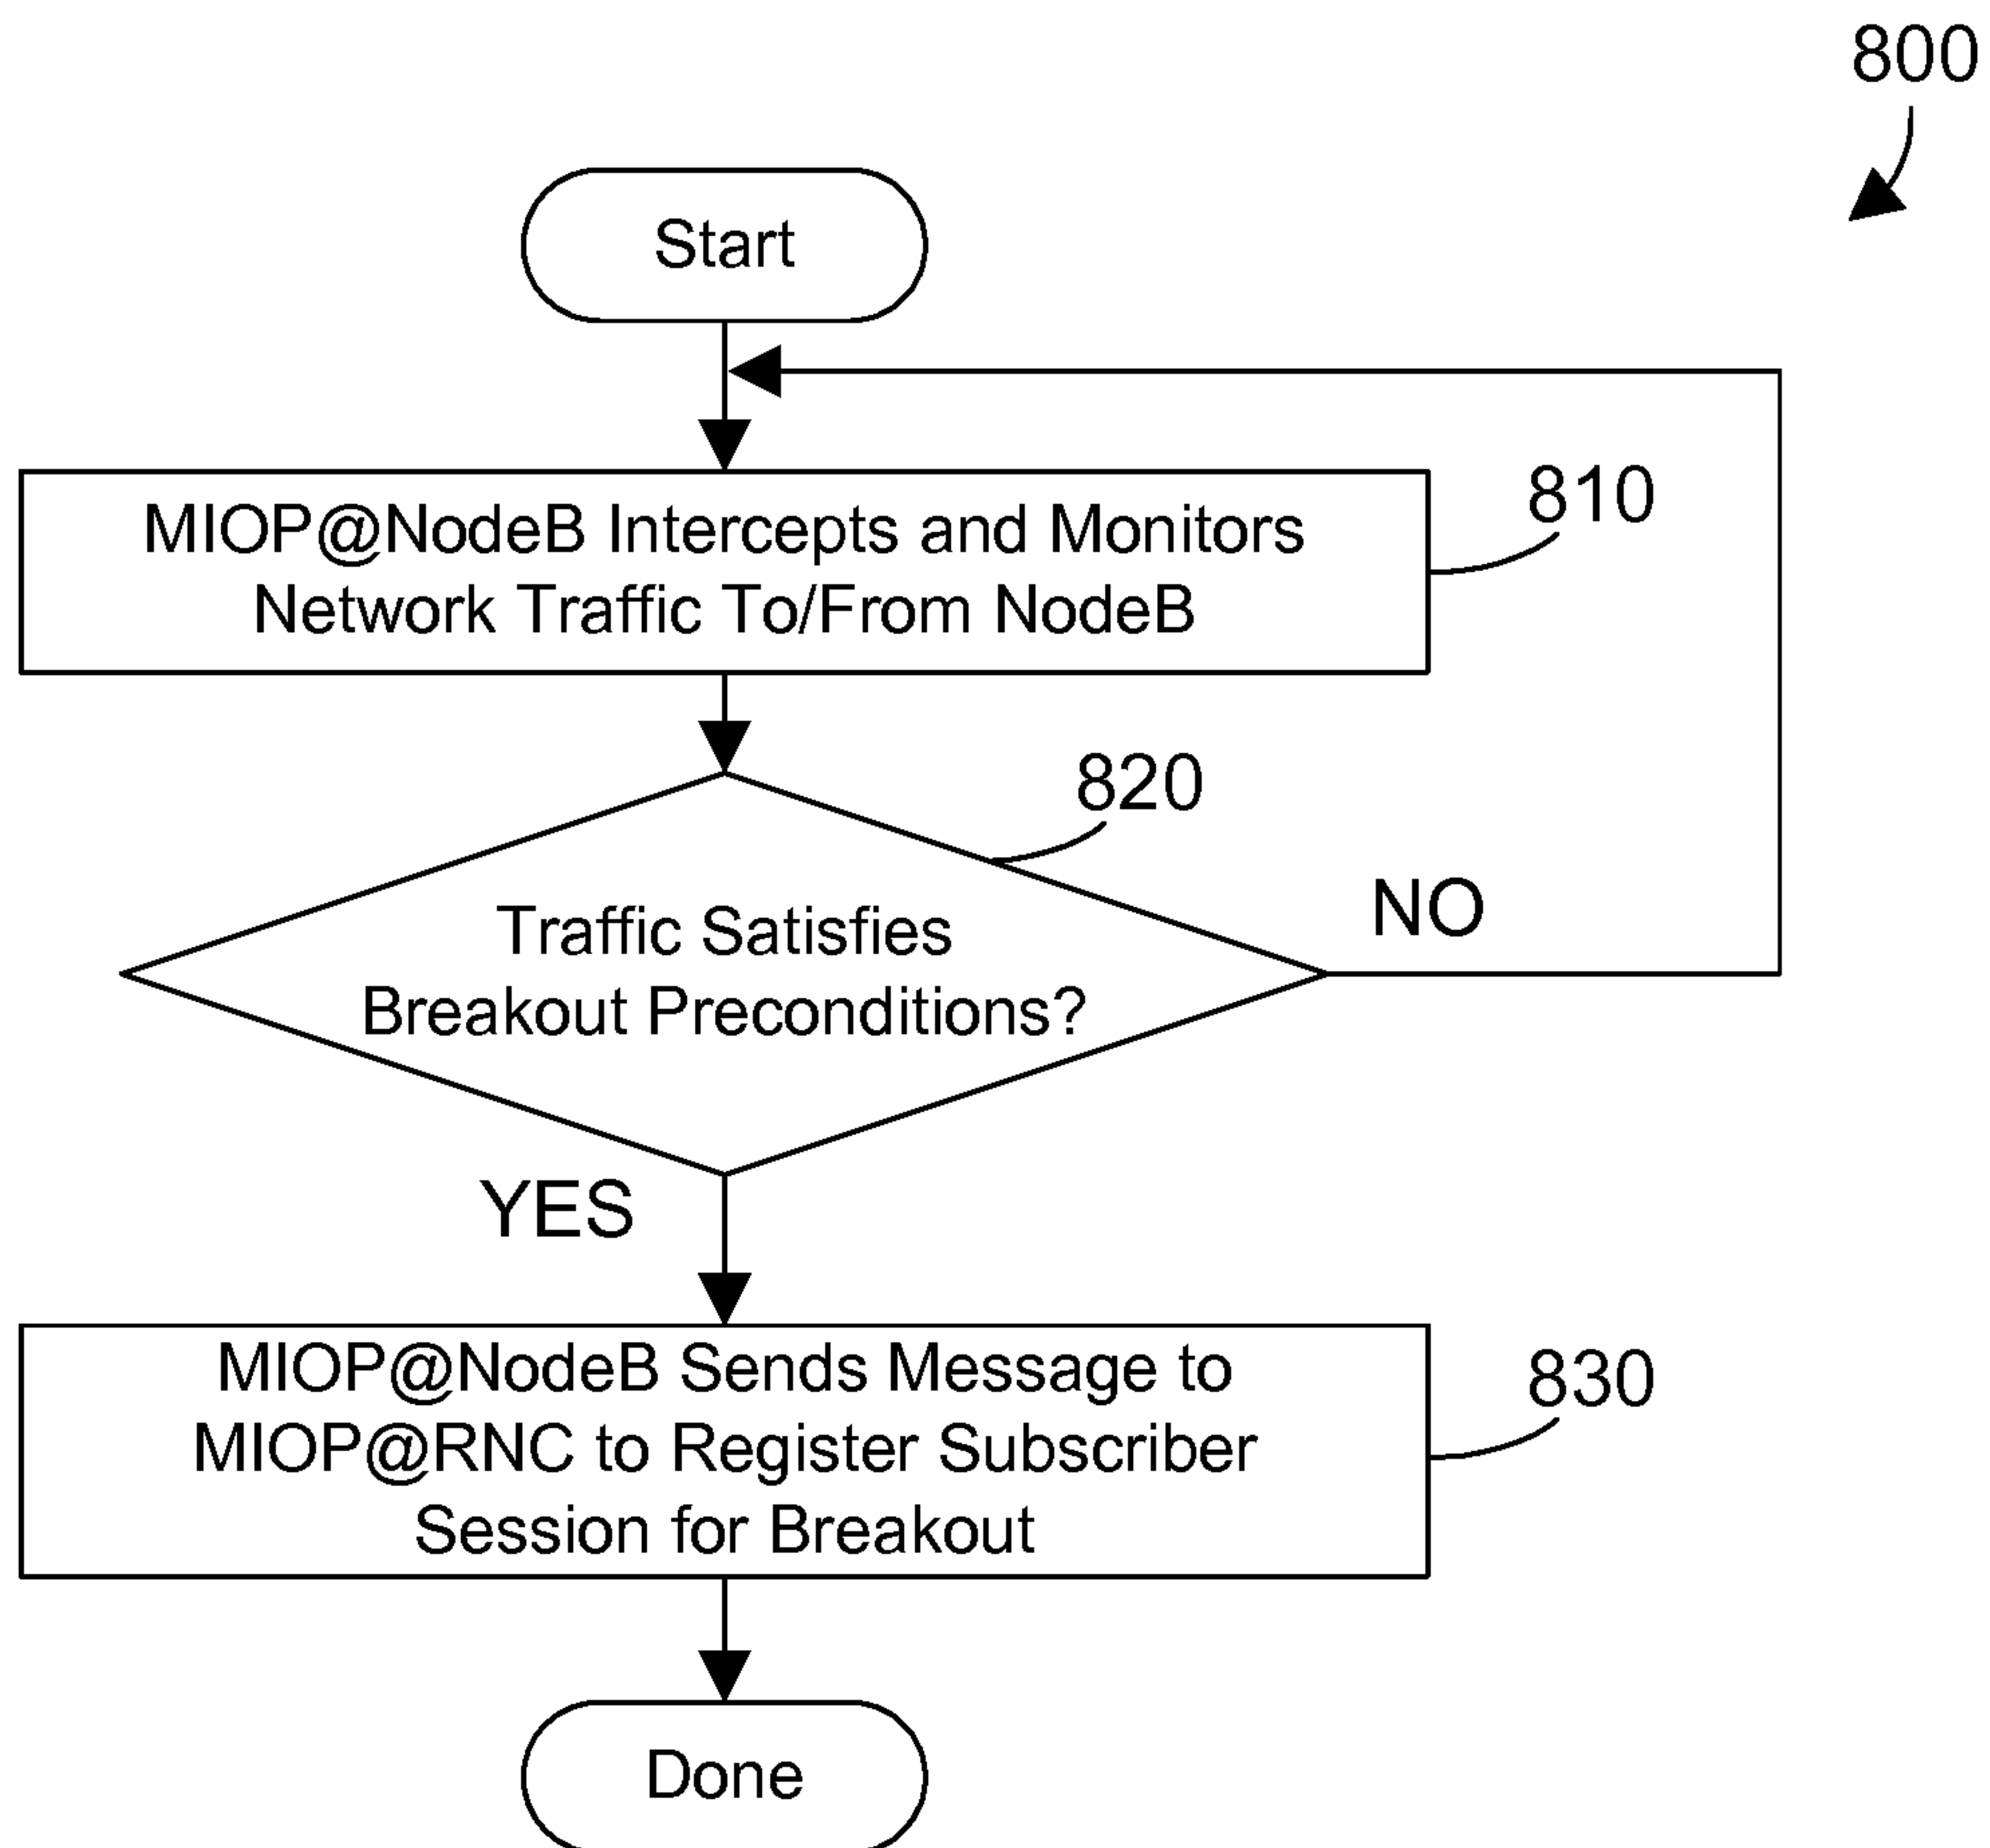 800
Start
MIOP@NodeB Intercepts and Monitors
Network Traffic To/From NodeB
810
820
Traffic Satisfies
Breakout Preconditions?
NO
YES
MIOP@NodeB Sends Message to
MIOP@RNC to Register Subscriber
Session for Breakout
830
Done